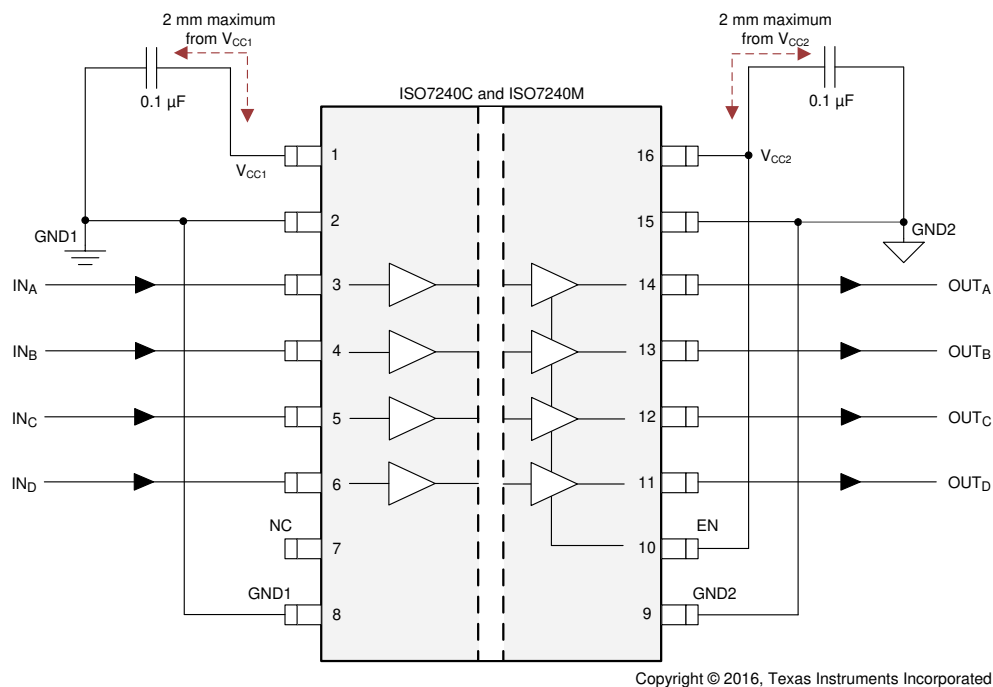 2 mm maximum
from VCC1
2 mm maximum
from VCC2
0.1 µF
0.1 µF
ISO7240C and ISO7240M
VCC1
1
16
VCC2
2
15
GND1
GND2
INA
3
14
OUTA
INB
4
13
OUTB
INC
5
12
OUTC
IND
6
11
OUTD
NC
7
10
EN
GND1
8
9
GND2
Copyright © 2016, Texas Instruments Incorporated